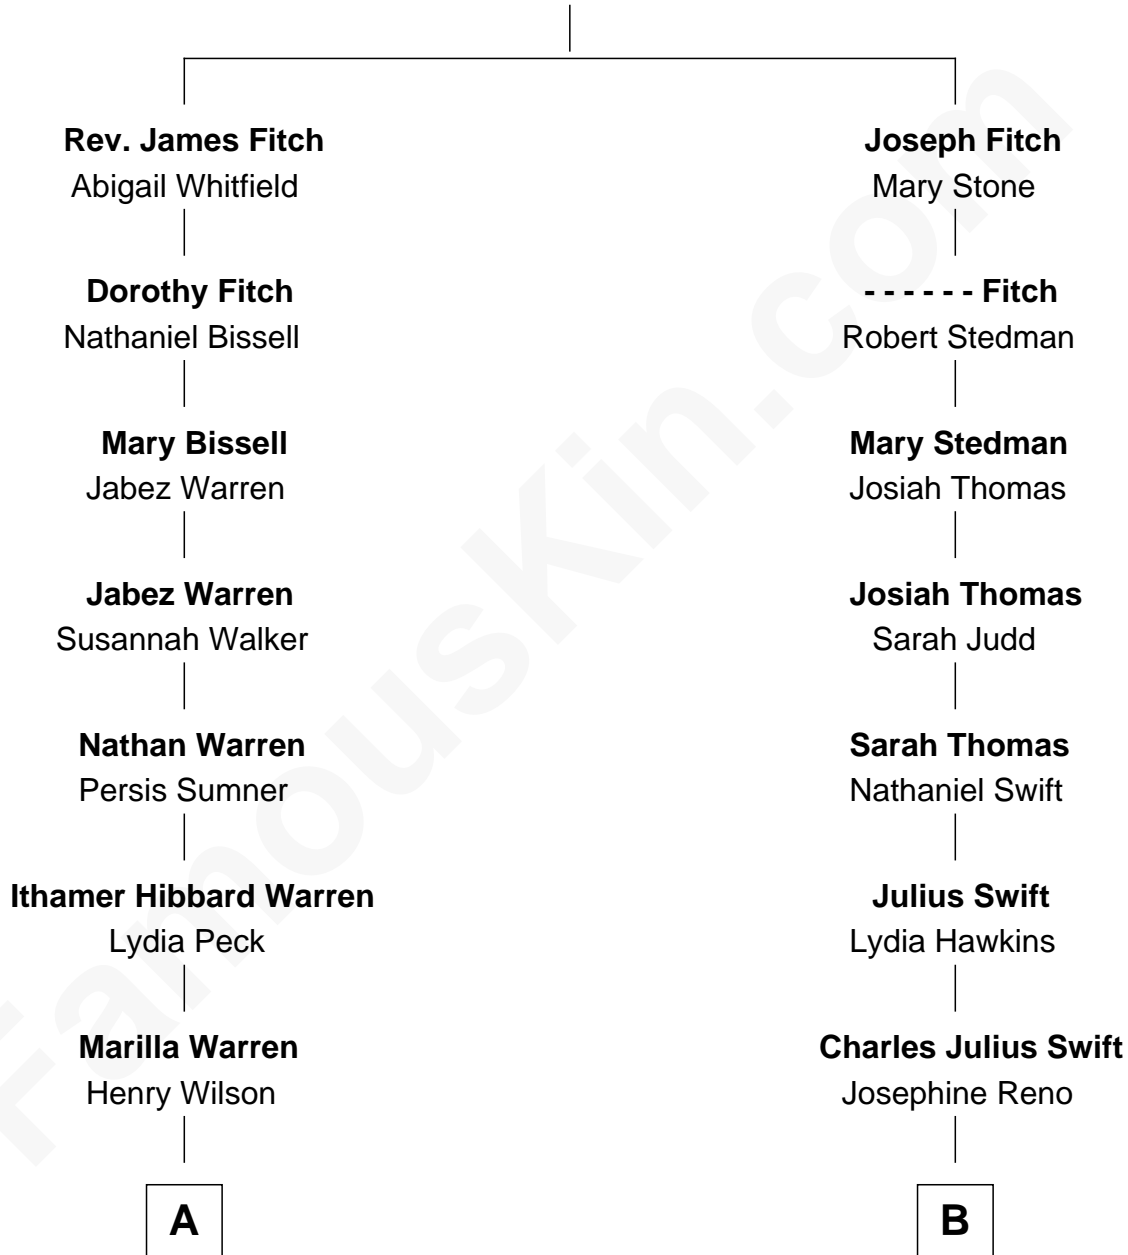 Rev. James Fitch
Abigail Whitfield
Joseph Fitch
Mary Stone
Dorothy Fitch
Nathaniel Bissell
- - - - - - Fitch
Robert Stedman
Mary Bissell
Jabez Warren
Mary Stedman
Josiah Thomas
Jabez Warren
Susannah Walker
Josiah Thomas
Sarah Judd
Nathan Warren
Persis Sumner
Sarah Thomas
Nathaniel Swift
Ithamer Hibbard Warren
Lydia Peck
Julius Swift
Lydia Hawkins
Marilla Warren
Henry Wilson
Charles Julius Swift
Josephine Reno
A
B
FamousKin.com